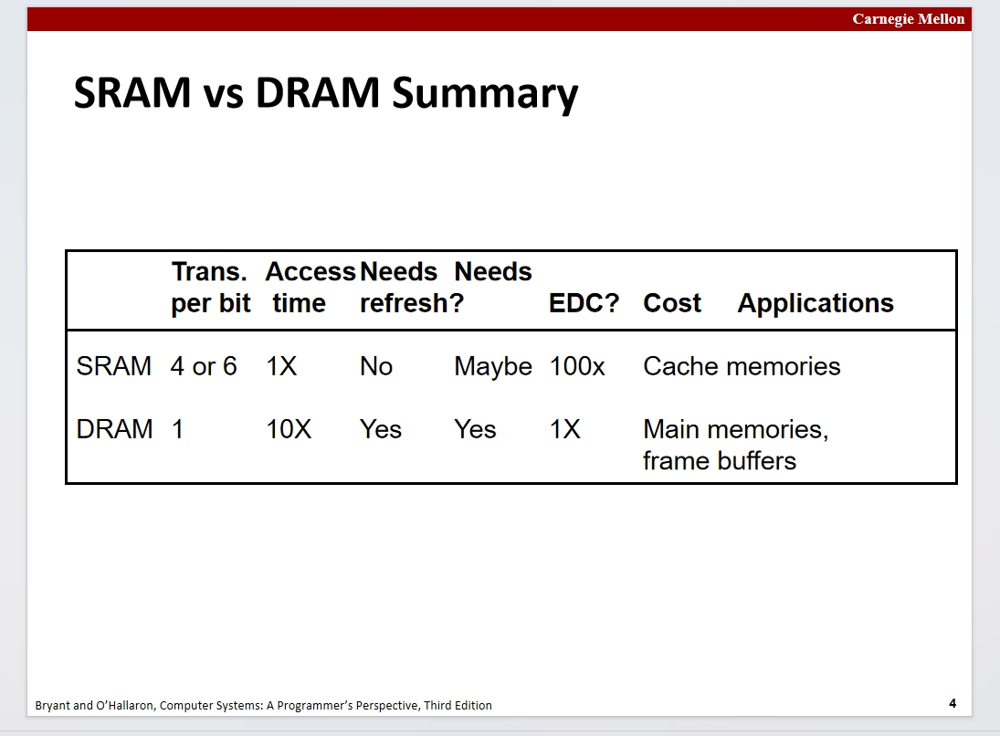 Carnegie Mellon
SRAM vs DRAM Summary
Trans. Access Needs Needs
per bit time refresh? EDC? Cost Applications
SRAM 4 or 6 1X No Maybe 100x Cache memories
DRAM 1 10X Yes Yes 1X Main memories,
frame buffers
Bryant and O’Hallaron, Computer Systems: A Programmer’s Perspective, Third Edition
4